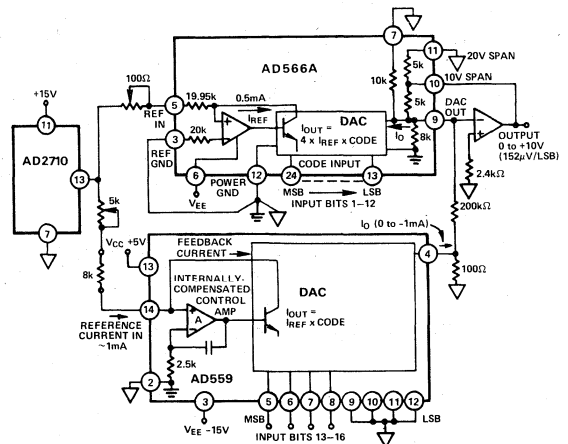 7
11
20V SPAN
5k
10
10V SPAN
100Ω
AD566A
10k
5k
+15V
5
19.95k
0.5mA
DAC
OUT
9
REF
IN
IREF
DAC
IOUT =
4 x IREF x CODE
IO
8k
OUTPUT
0 to +10V
(152μV/LSB)
11
3
20k
REF
GND
CODE INPUT
2.4kΩ
AD2710
13
6
POWER
GND
12
24
13
VEE
MSB
LSB
INPUT BITS 1–12
200kΩ
5k
7
IO (0 to -1mA)
VCC +5V
FEEDBACK
CURRENT
4
13
8k
INTERNALLY-
COMPENSATED
CONTROL
AMP
DAC
100Ω
14
A
IOUT =
IREF x CODE
REFERENCE
CURRENT IN
~1mA
2.5k
2
AD559
3
5
6
7
8
9
10
11
12
MSB
LSB
VEE -15V
INPUT BITS 13–16